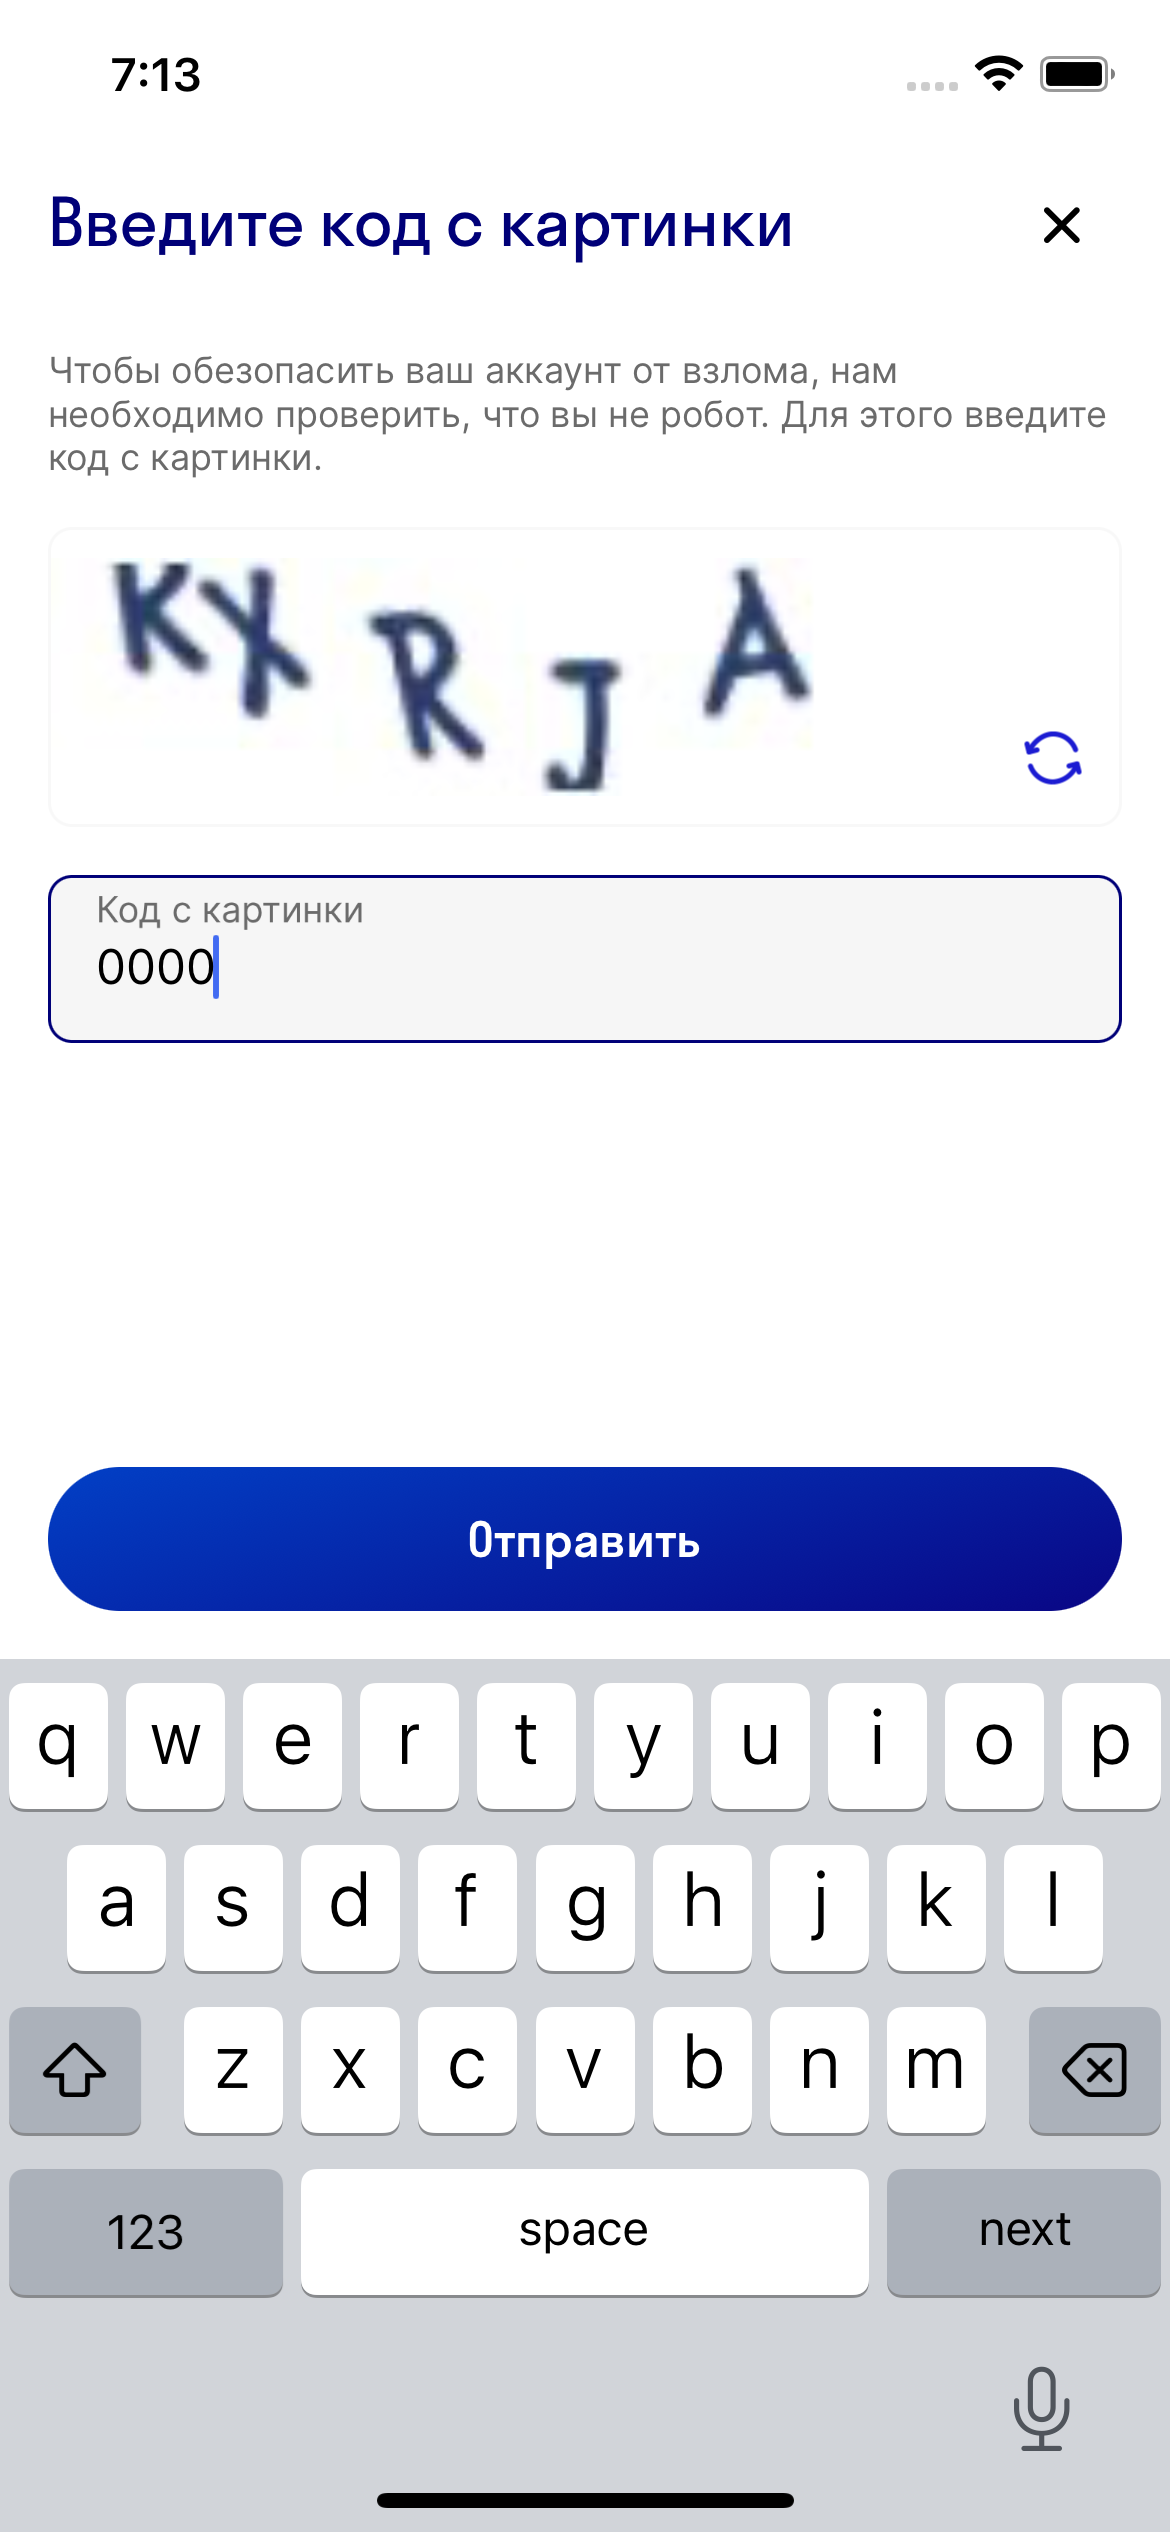 7:13
Введите код с картинки
Чтобы обезопасить ваш аккаунт от взлома, нам
необходимо проверить, что вы не робот. Для этого введите
код с картинки.
KXRJA
Код с картинки
0000
Отправить
q w e r t y u i o p
a s d f g h j k l
z x c v b n m
123 space next